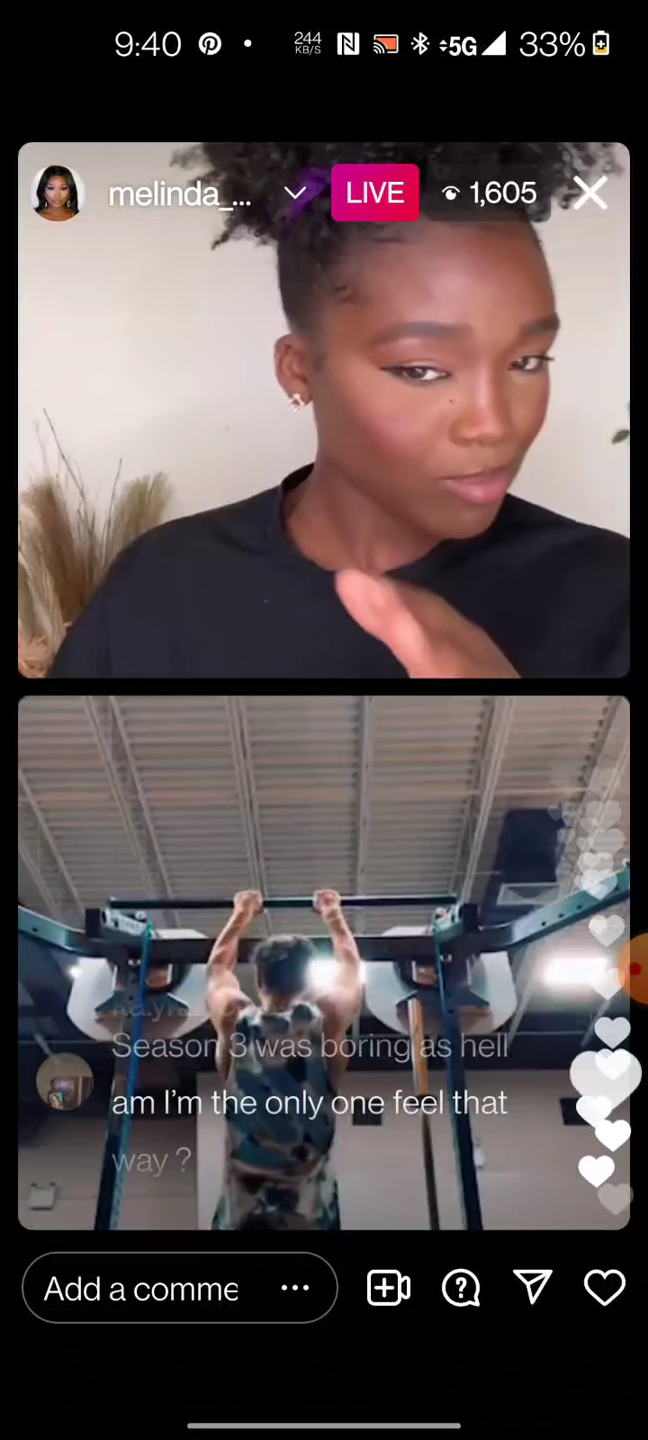 9:40
244
KB/S
5G
33%
melinda_...
LIVE
1,605
Season 3 was boring as hell
am I'm the only one feel that
way ?
Add a comme